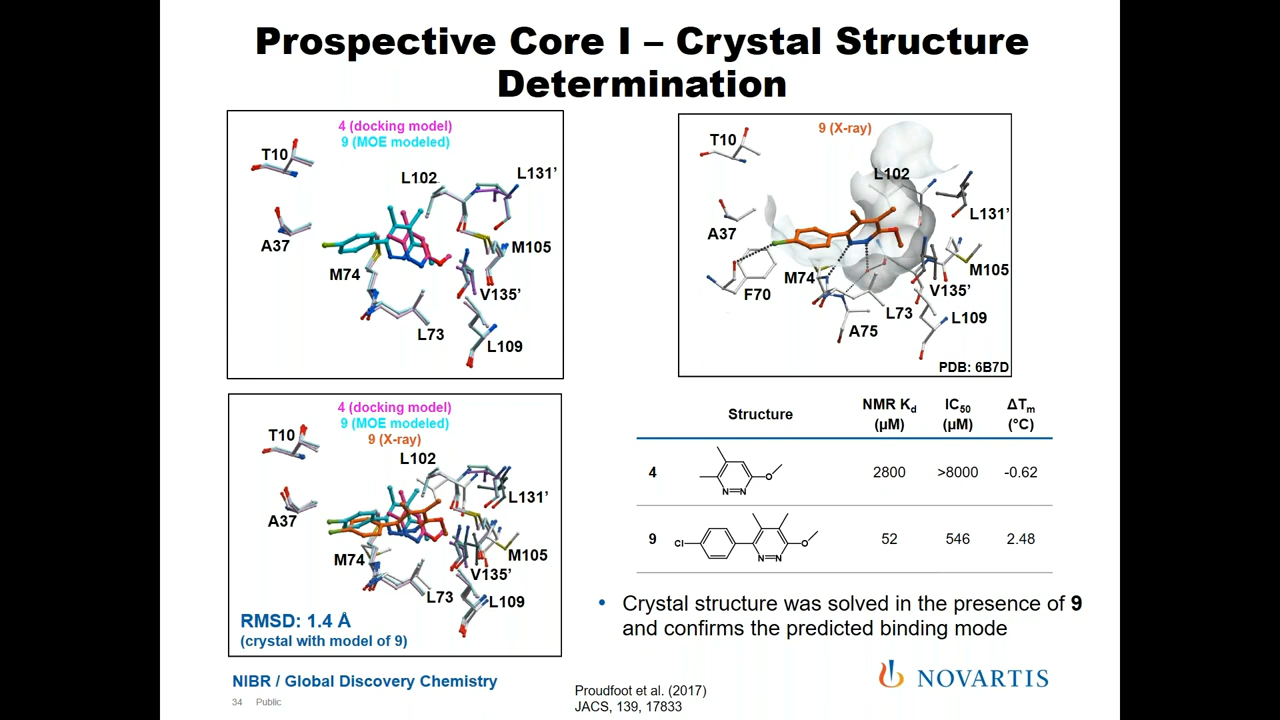 Prospective Core I – Crystal Structure
Determination
4 (docking model)
9 (MOE modeled)
T10
L102
L131’
A37
M105
M74
V135’
L73
L109
9 (X-ray)
T10
L102
L131’
A37
M105
M74
F70
V135’
L73
L109
A75
PDB: 6B7D
4 (docking model)
9 (MOE modeled)
9 (X-ray)
T10
L102
L131’
A37
M105
M74
V135’
L73
L109
RMSD: 1.4 Å
(crystal with model of 9)
Structure NMR Kd (µM) IC50 (µM) ΔTm (°C)
4 N N O 2800 >8000 -0.62
9 Cl N N O 52 546 2.48
• Crystal structure was solved in the presence of 9
and confirms the predicted binding mode
NIBR / Global Discovery Chemistry
34 Public
Proudfoot et al. (2017)
JACS, 139, 17833
NOVARTIS